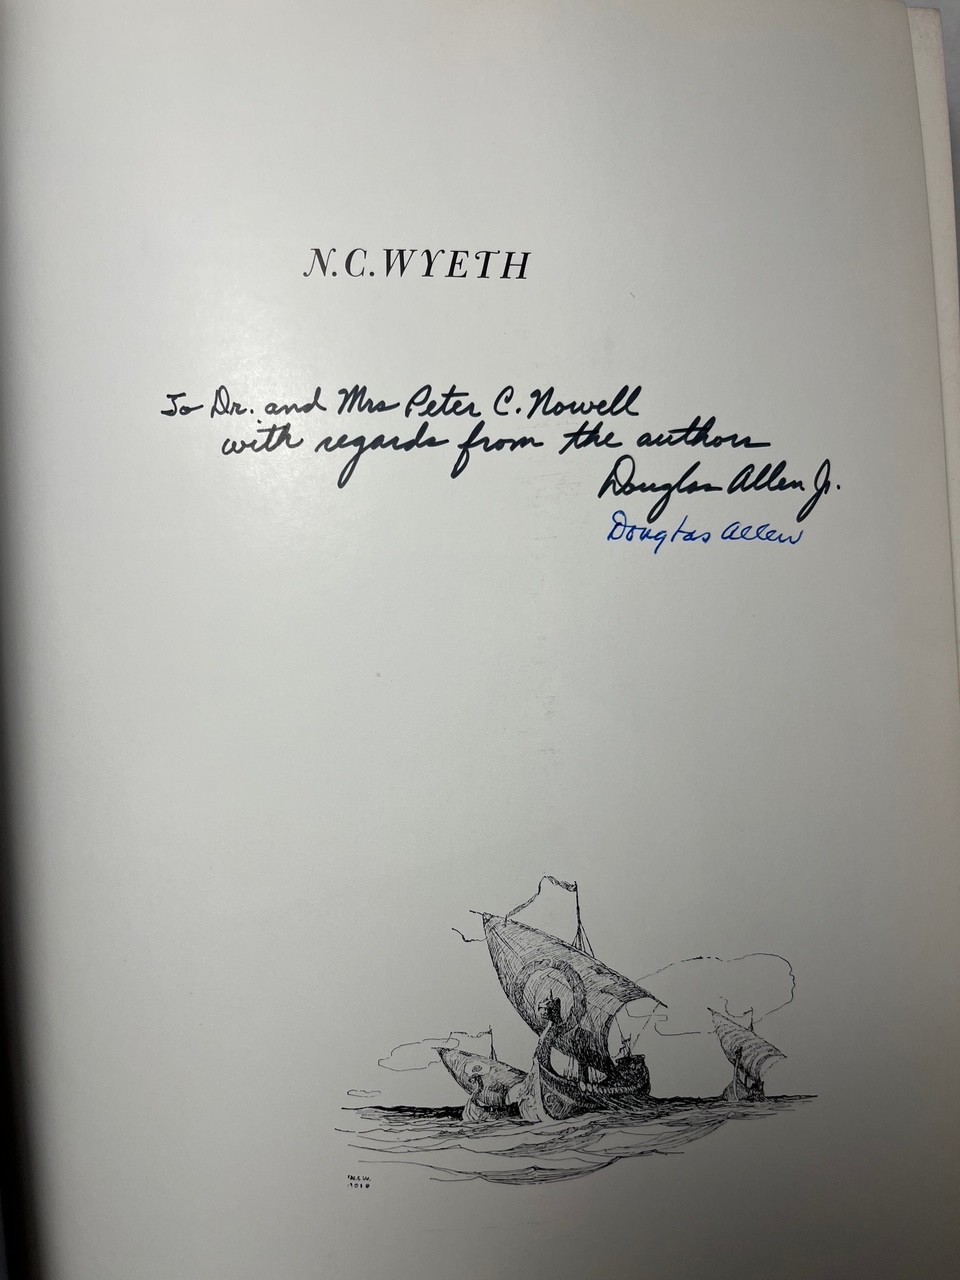 N.C.WYETH
To Dr. and Mrs Peter C. Nowell
with regards from the authors
Douglas Allen Jr.
Douglas Allen
N.C.W.